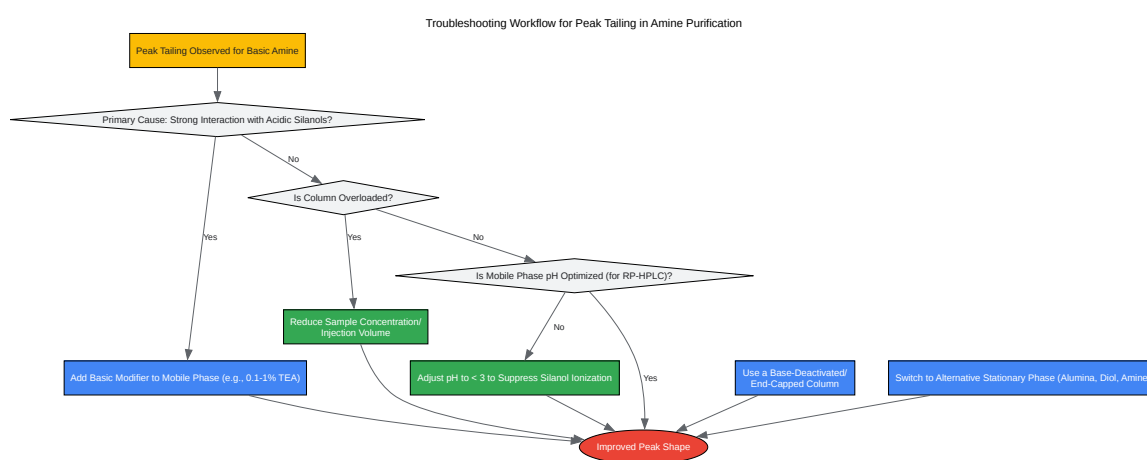 Troubleshooting Workflow for Peak Tailing in Amine Purification
Peak Tailing Observed for Basic Amine
Primary Cause: Strong Interaction with Acidic Silanols?
No
Is Column Overloaded?
Yes
Yes
No
Is Mobile Phase pH Optimized (for RP-HPLC)?
Reduce Sample Concentration/
Injection Volume
No
Add Basic Modifier to Mobile Phase (e.g., 0.1-1% TEA)
Adjust pH to < 3 to Suppress Silanol Ionization
Yes
Use a Base-Deactivated/
End-Capped Column
Switch to Alternative Stationary Phase (Alumina, Diol, Amine
Improved Peak Shape